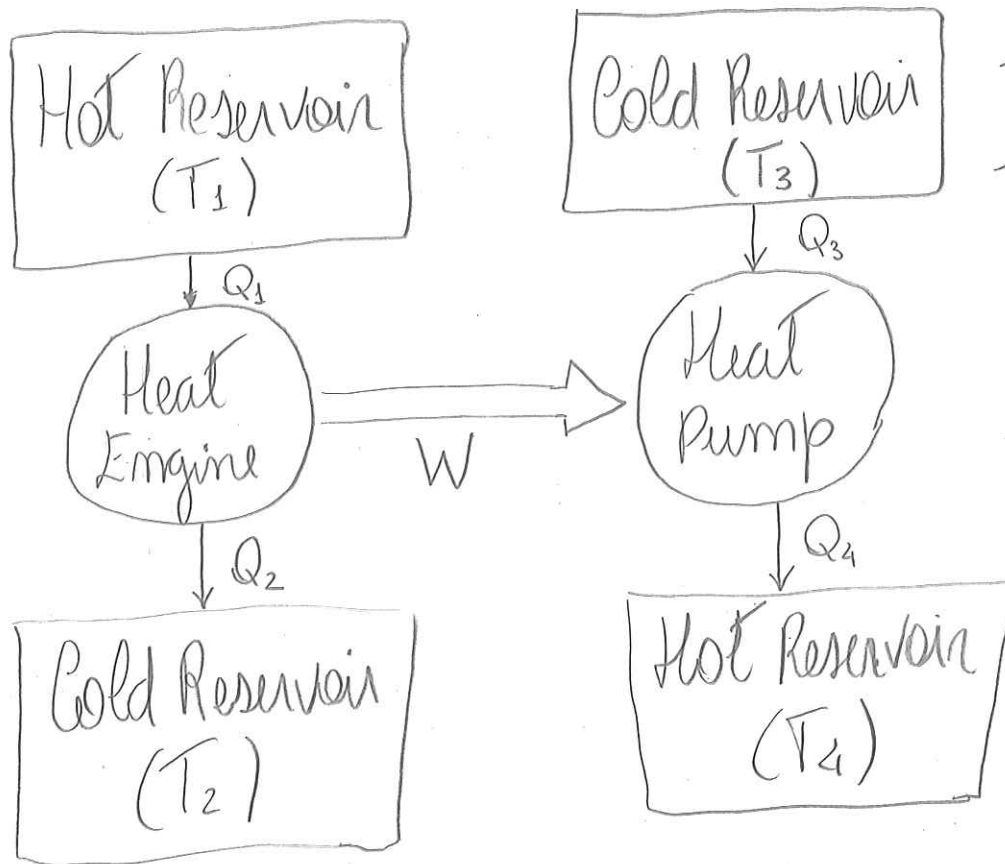 Hot Reservoir
(T1)
Q1
Heat
Engine
W
Q2
Cold Reservoir
(T2)
Cold Reservoir
(T3)
Q3
Heat
Pump
Q4
Hot Reservoir
(T4)